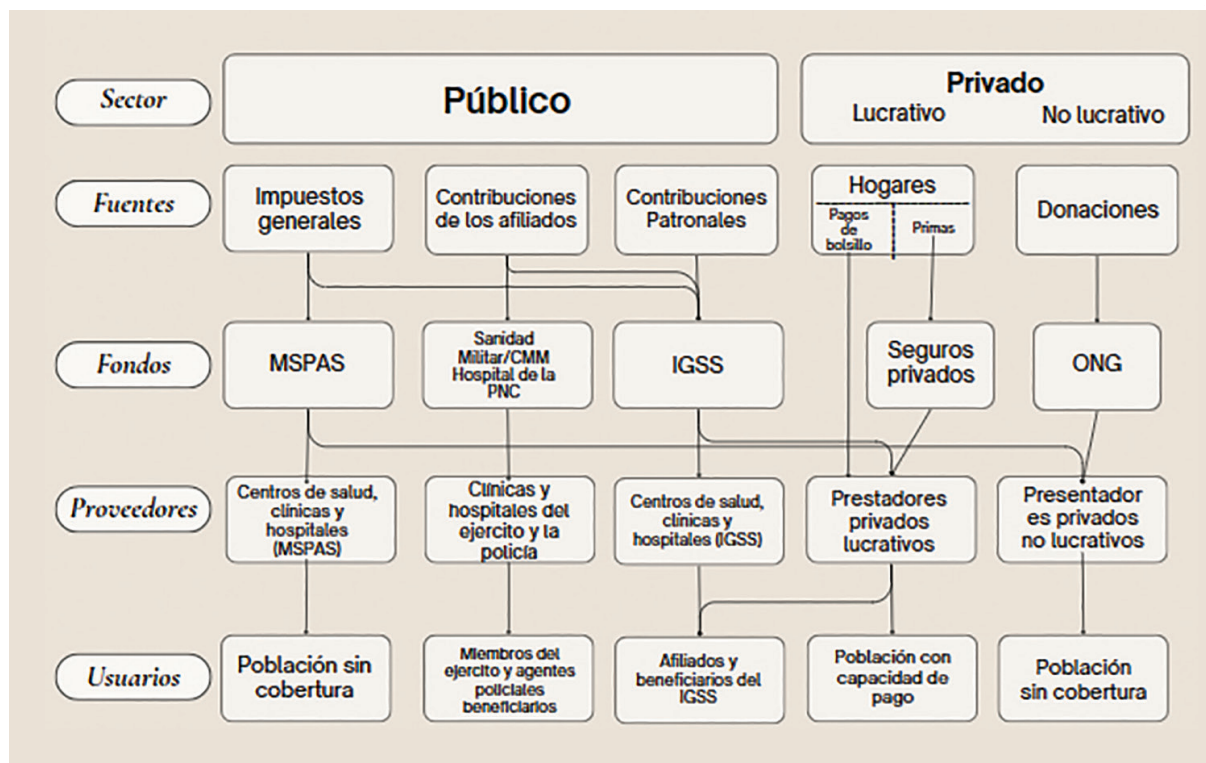 Sector
Público
Privado
Lucrativo
No lucrativo
Fuentes
Impuestos
generales
Contribuciones
de los afiliados
Contribuciones
Patronales
Hogares
Pagos
de
bolsillo
Primas
Donaciones
Fondos
MSPAS
Sanidad
Militar/CMM
Hospital de la
PNC
IGSS
Seguros
privados
ONG
Proveedores
Centros de salud,
clínicas y
hospitales
(MSPAS)
Clínicas y
hospitales del
ejercito y la
policía
Centros de salud,
clínicas y
hospitales (IGSS)
Prestadores
privados
lucrativos
Presentador
es privados
no lucrativos
Usuarios
Población sin
cobertura
Miembros del
ejercito y agentes
policiales
beneficiarios
Afiliados y
beneficiarios del
IGSS
Población con
capacidad de
pago
Población
sin cobertura